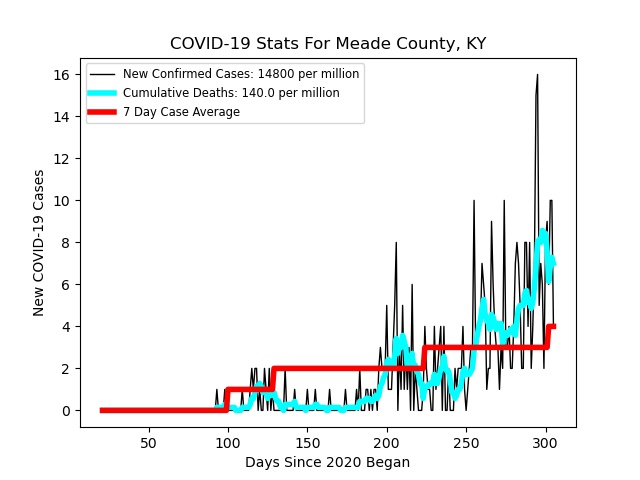 COVID-19 Stats For Meade County, KY
New Confirmed Cases: 14800 per million
Cumulative Deaths: 140.0 per million
7 Day Case Average
16
14
12
10
8
6
4
2
0
New COVID-19 Cases
50 100 150 200 250 300
Days Since 2020 Began